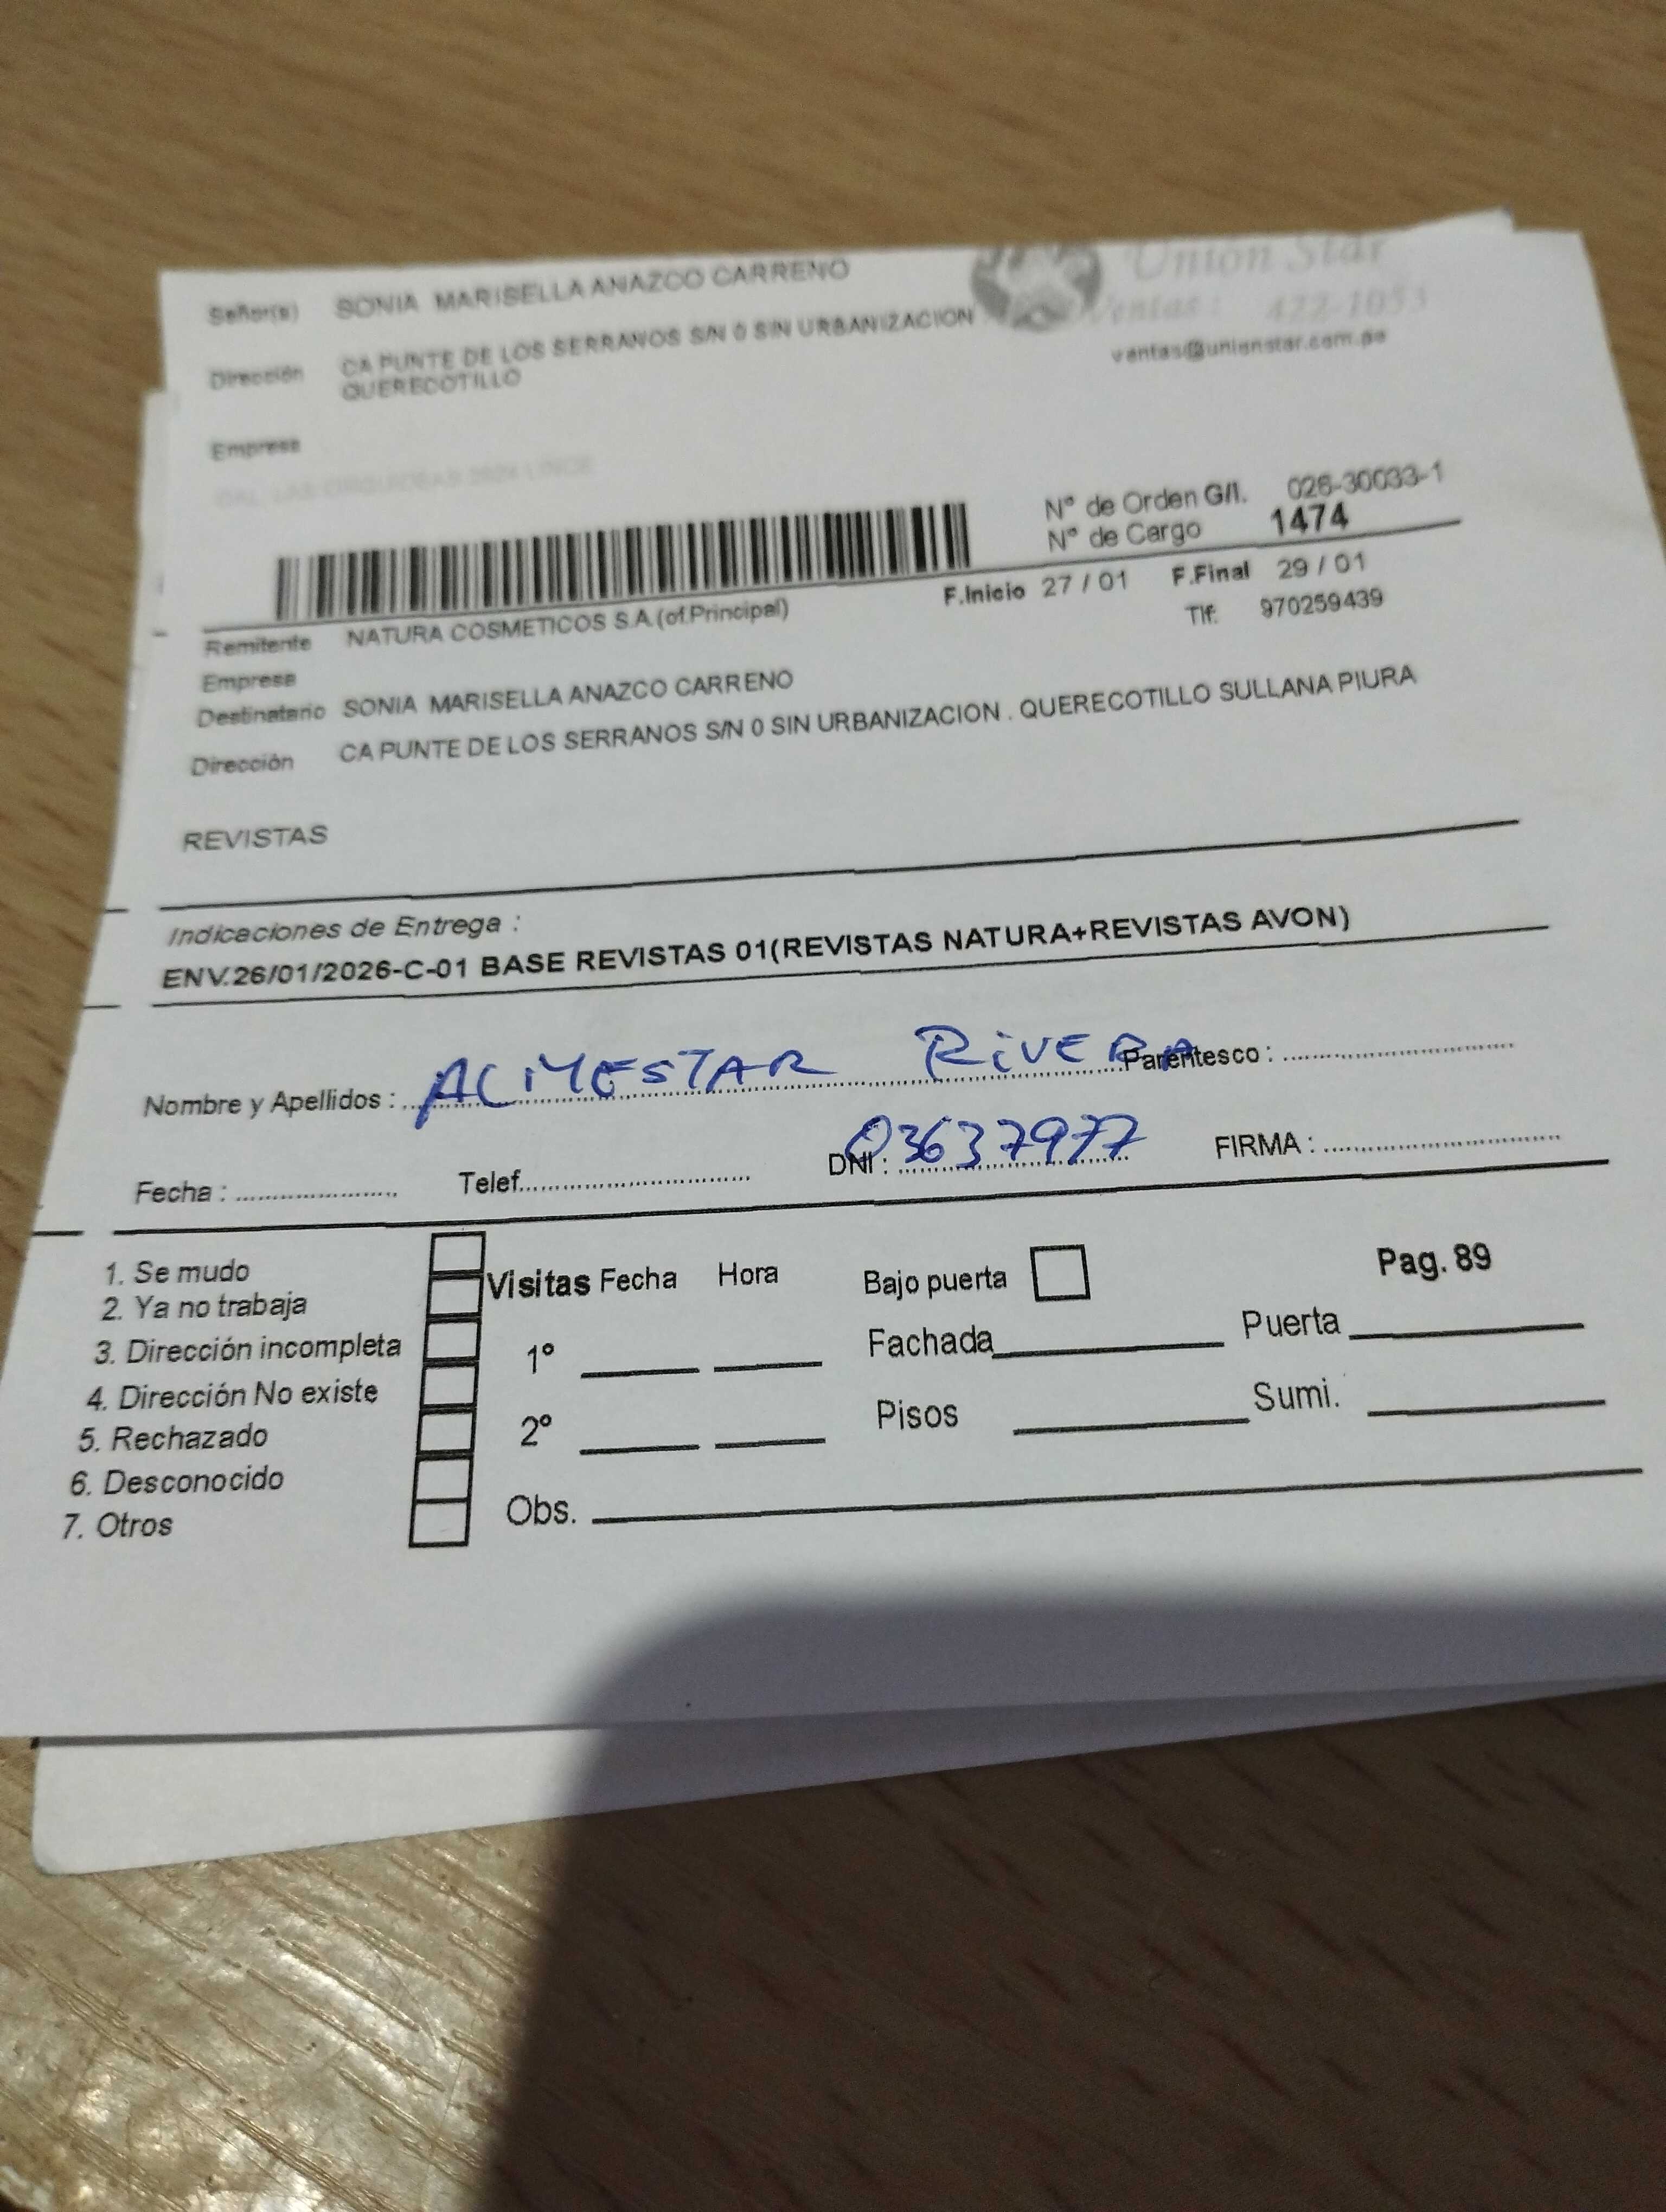 Señor(s) SONIA MARISELLA ANAZCO CARRENO
Unión Star
Ventas: 422-1053
Dirección CA PUNTE DE LOS SERRANOS S/N 0 SIN URBANIZACION
QUERECOTILLO
ventas@unionstar.com.pe
Empresa
Nº de Orden G/I. 026-30033-1
Nº de Cargo 1474
F.Inicio 27 / 01 F.Final 29 / 01
Remitente NATURA COSMETICOS S.A.(of.Principal) Tlf: 970259439
Empresa
Destinatario SONIA MARISELLA ANAZCO CARRENO
Dirección CA PUNTE DE LOS SERRANOS S/N 0 SIN URBANIZACION . QUERECOTILLO SULLANA PIURA
REVISTAS
Indicaciones de Entrega :
ENV.26/01/2026-C-01 BASE REVISTAS 01(REVISTAS NATURA+REVISTAS AVON)
Nombre y Apellidos : ALMESTAR RIVERA Parentesco :
Fecha : Telef. DNI : 03637977 FIRMA :
1. Se mudo
2. Ya no trabaja
3. Dirección incompleta
4. Dirección No existe
5. Rechazado
6. Desconocido
7. Otros
Visitas Fecha Hora
1º
2º
Obs.
Bajo puerta Pag. 89
Fachada Puerta
Pisos Sumi.